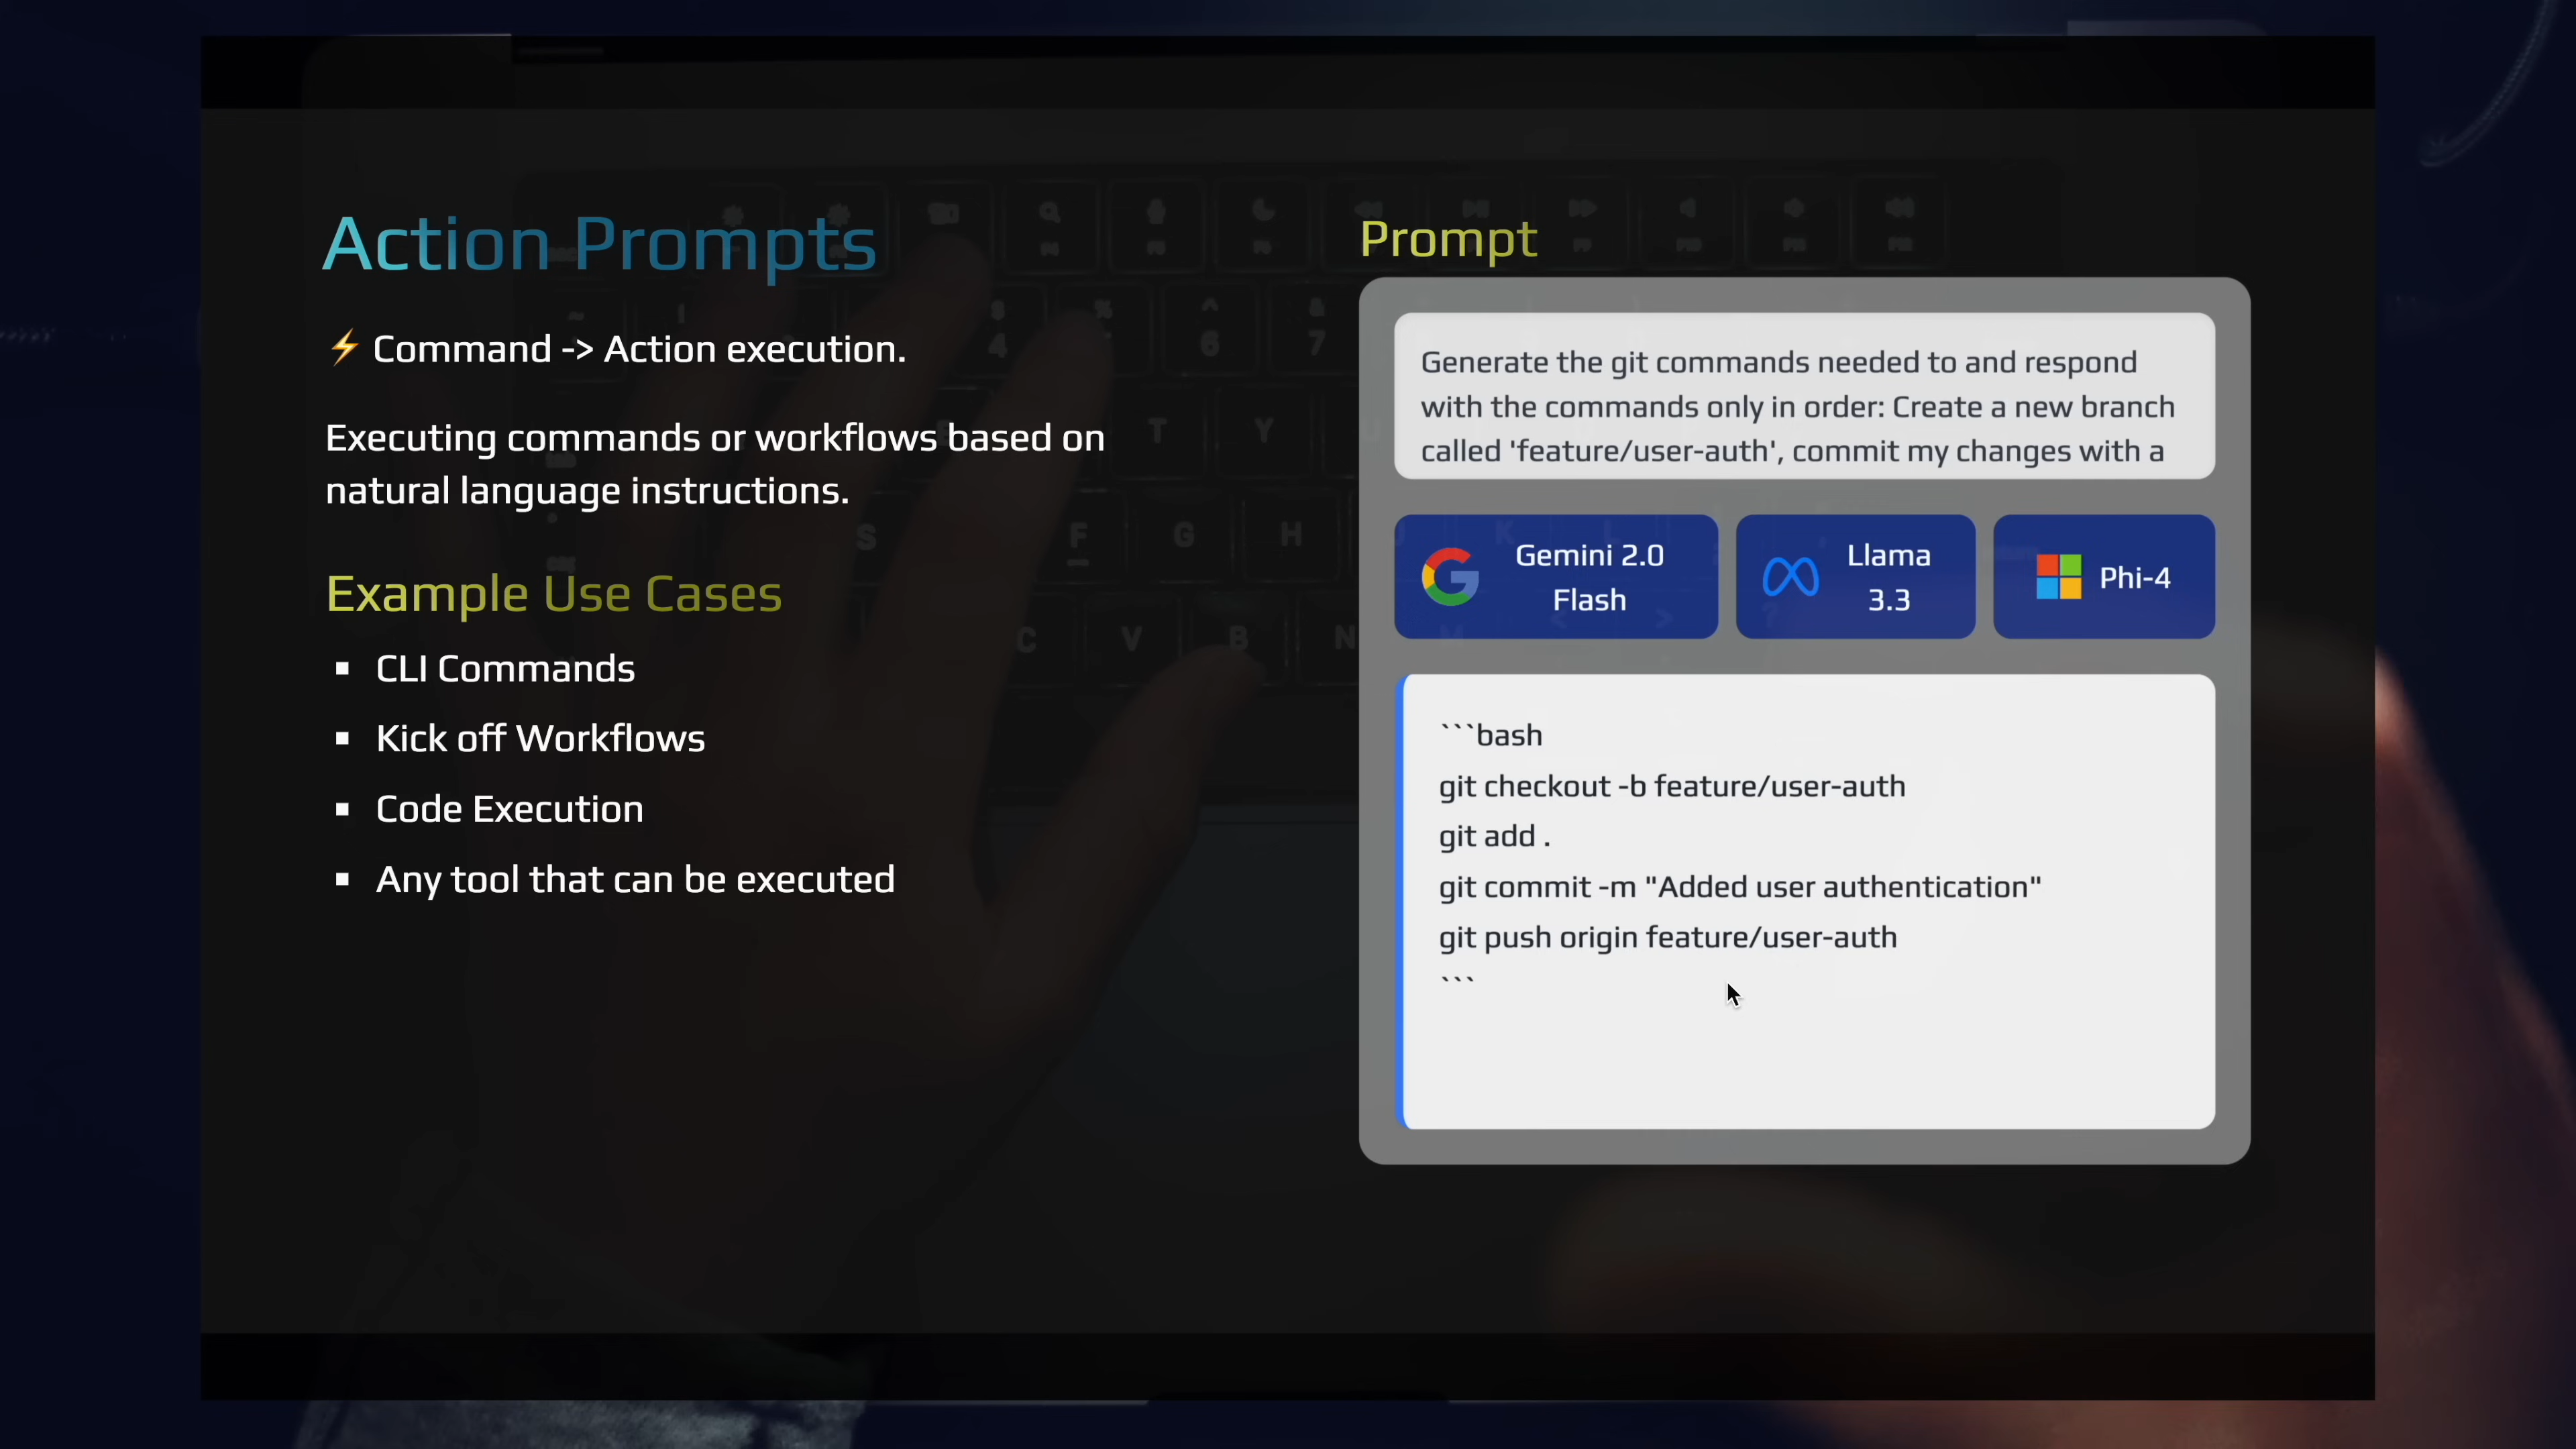 Action Prompts
⚡ Command -> Action execution.
Executing commands or workflows based on
natural language instructions.
Example Use Cases
▪ CLI Commands
▪ Kick off Workflows
▪ Code Execution
▪ Any tool that can be executed
Prompt
Generate the git commands needed to and respond
with the commands only in order: Create a new branch
called 'feature/user-auth', commit my changes with a
Gemini 2.0
Flash
Llama
3.3
Phi-4
```bash
git checkout -b feature/user-auth
git add .
git commit -m "Added user authentication"
git push origin feature/user-auth
```